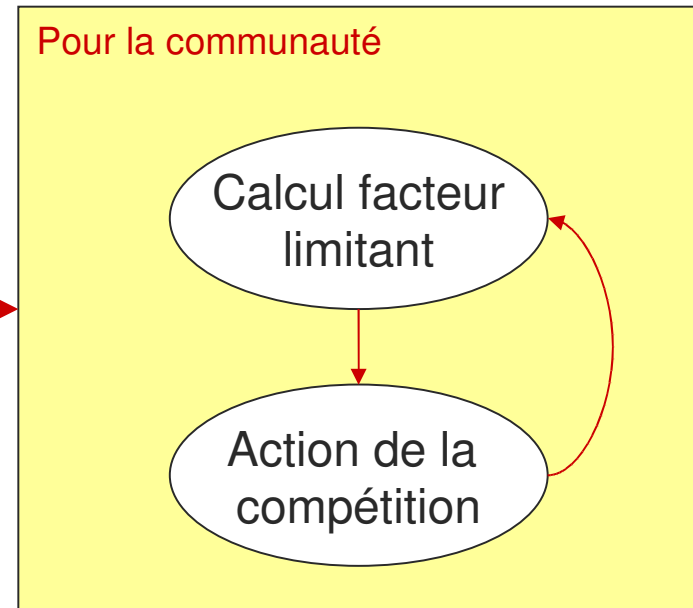 Pour la communauté
Calcul facteur
limitant
Action de la
compétition